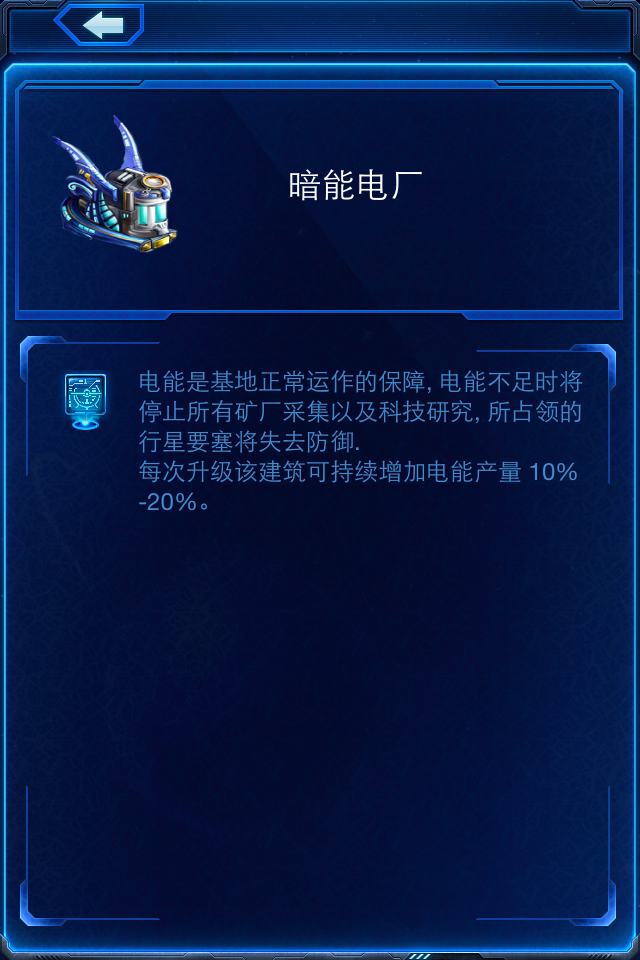 暗能电厂
电能是基地正常运作的保障, 电能不足时将
停止所有矿厂采集以及科技研究, 所占领的
行星要塞将失去防御.
每次升级该建筑可持续增加电能产量 10%
-20%。